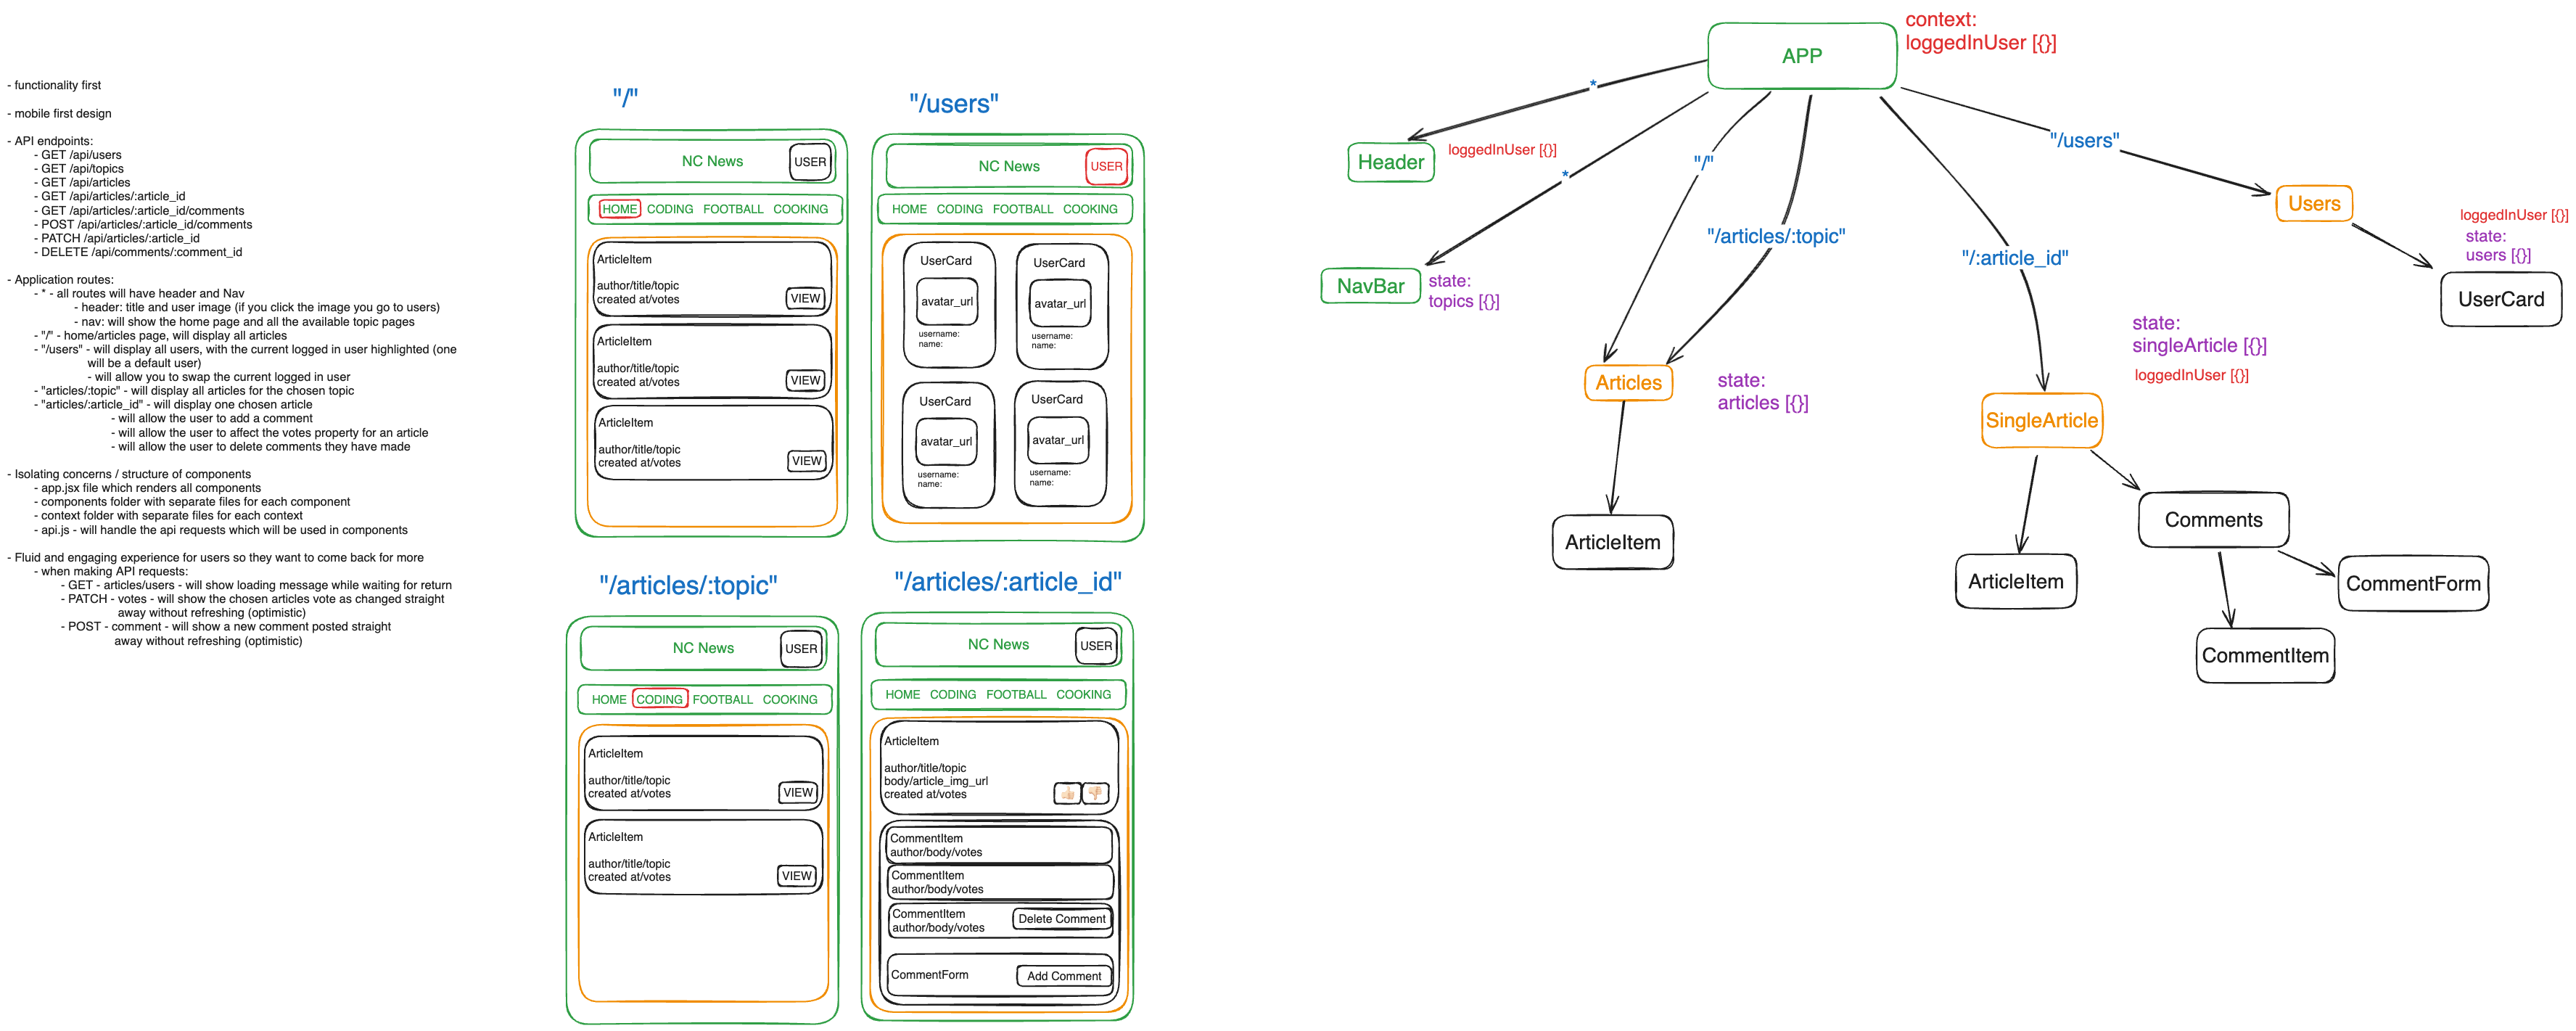 - functionality first
- mobile first design
- API endpoints:
- GET /api/users
- GET /api/topics
- GET /api/articles
- GET /api/articles/:article_id
- GET /api/articles/:article_id/comments
- POST /api/articles/:article_id/comments
- PATCH /api/articles/:article_id
- DELETE /api/comments/:comment_id
- Application routes:
- * - all routes will have header and Nav
- header: title and user image (if you click the image you go to users)
- nav: will show the home page and all the available topic pages
- "/" - home/articles page, will display all articles
- "/users" - will display all users, with the current logged in user highlighted (one
will be a default user)
- will allow you to swap the current logged in user
- "articles/:topic" - will display all articles for the chosen topic
- "articles/:article_id" - will display one chosen article
- will allow the user to add a comment
- will allow the user to affect the votes property for an article
- will allow the user to delete comments they have made
- Isolating concerns / structure of components
- app.jsx file which renders all components
- components folder with separate files for each component
- context folder with separate files for each context
- api.js - will handle the api requests which will be used in components
- Fluid and engaging experience for users so they want to come back for more
- when making API requests:
- GET - articles/users - will show loading message while waiting for return
- PATCH - votes - will show the chosen articles vote as changed straight
away without refreshing (optimistic)
- POST - comment - will show a new comment posted straight
away without refreshing (optimistic)
"/"
NC News
USER
HOME CODING FOOTBALL COOKING
ArticleItem
author/title/topic
created at/votes
VIEW
ArticleItem
author/title/topic
created at/votes
VIEW
ArticleItem
author/title/topic
created at/votes
VIEW
"/users"
NC News
USER
HOME CODING FOOTBALL COOKING
UserCard
avatar_url
username:
name:
UserCard
avatar_url
username:
name:
UserCard
avatar_url
username:
name:
UserCard
avatar_url
username:
name:
"/articles/:topic"
NC News
USER
HOME CODING FOOTBALL COOKING
ArticleItem
author/title/topic
created at/votes
VIEW
ArticleItem
author/title/topic
created at/votes
VIEW
"/articles/:article_id"
NC News
USER
HOME CODING FOOTBALL COOKING
ArticleItem
author/title/topic
body/article_img_url
created at/votes
CommentItem
author/body/votes
CommentItem
author/body/votes
CommentItem
author/body/votes
Delete Comment
CommentForm
Add Comment
APP
context:
loggedInUser [{}]
*
Header
loggedInUser [{}]
*
NavBar
state:
topics [{}]
"/"
"/articles/:topic"
Articles
state:
articles [{}]
ArticleItem
"/:article_id"
state:
singleArticle [{}]
loggedInUser [{}]
SingleArticle
ArticleItem
Comments
CommentForm
CommentItem
"/users"
Users
loggedInUser [{}]
state:
users [{}]
UserCard